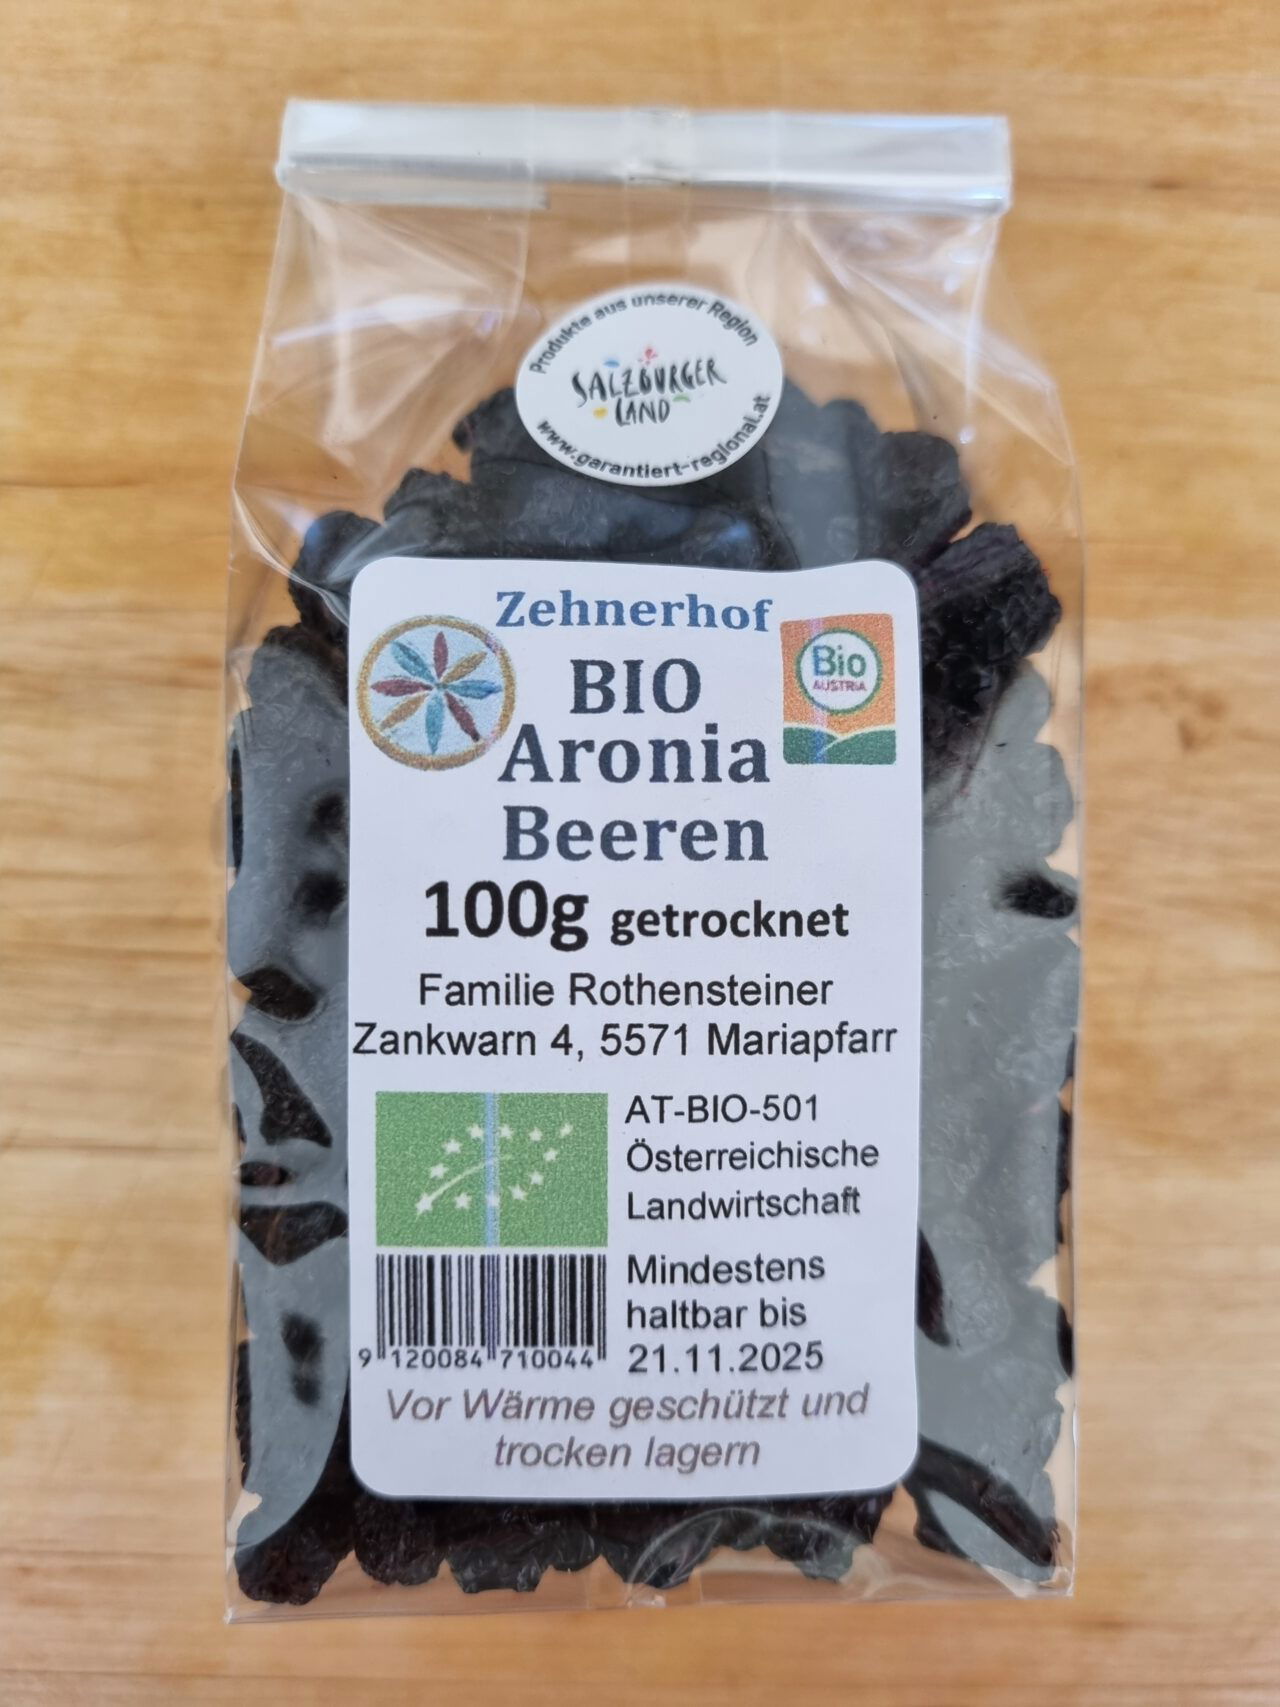 Produkte aus unserer Region
SALZBURGER
LAND
www.garantiert-regional.at
Zehnerhof
BIO
Aronia
Beeren
Bio
AUSTRIA
100g getrocknet
Familie Rothensteiner
Zankwarn 4, 5571 Mariapfarr
AT-BIO-501
Österreichische
Landwirtschaft
Mindestens
haltbar bis
21.11.2025
9 120084 710044
Vor Wärme geschützt und
trocken lagern